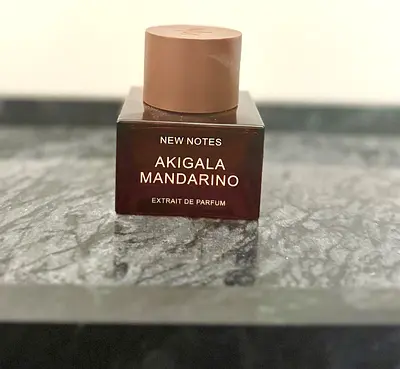 NEW NOTES
AKIGALA
MANDARINO
EXTRAIT DE PARFUM